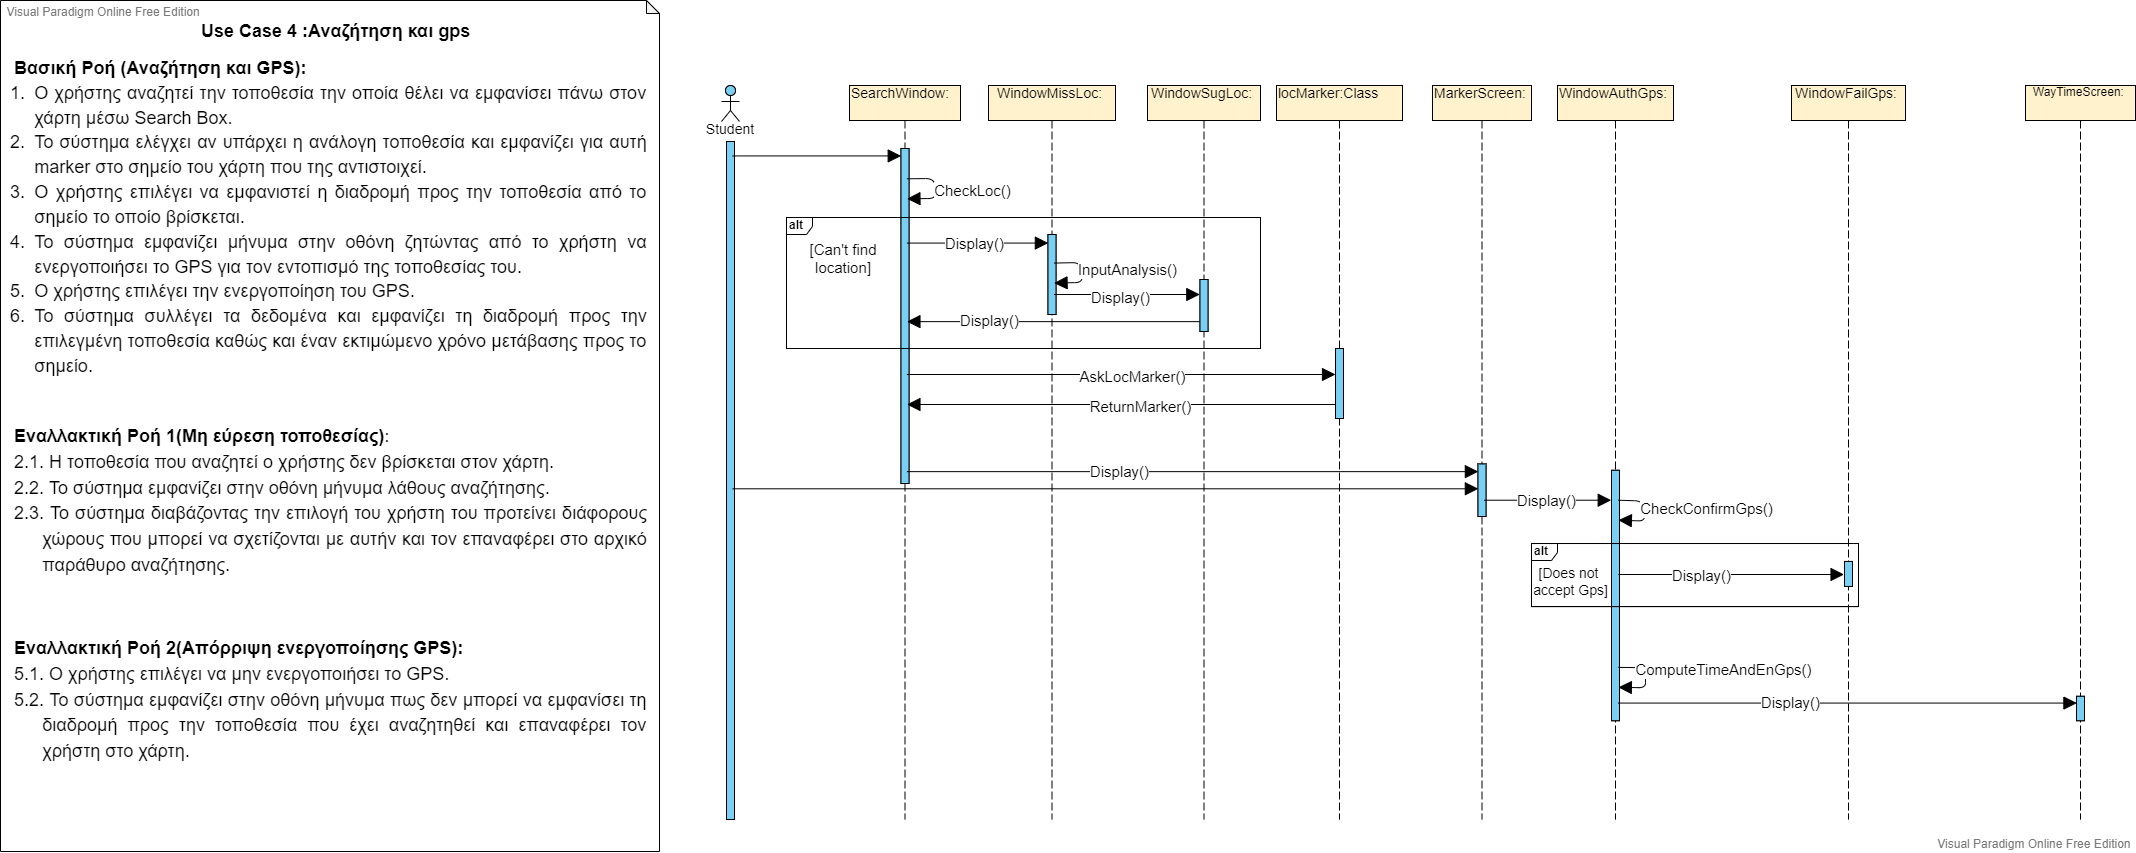 Visual Paradigm Online Free Edition
Use Case 4 :Αναζήτηση και gps
Βασική Ροή (Αναζήτηση και GPS):
1. Ο χρήστης αναζητεί την τοποθεσία την οποία θέλει να εμφανίσει πάνω στον
χάρτη μέσω Search Box.
2. Το σύστημα ελέγχει αν υπάρχει η ανάλογη τοποθεσία και εμφανίζει για αυτή
marker στο σημείο του χάρτη που της αντιστοιχεί.
3. Ο χρήστης επιλέγει να εμφανιστεί η διαδρομή προς την τοποθεσία από το
σημείο το οποίο βρίσκεται.
4. Το σύστημα εμφανίζει μήνυμα στην οθόνη ζητώντας από το χρήστη να
ενεργοποιήσει το GPS για τον εντοπισμό της τοποθεσίας του.
5. Ο χρήστης επιλέγει την ενεργοποίηση του GPS.
6. Το σύστημα συλλέγει τα δεδομένα και εμφανίζει τη διαδρομή προς την
επιλεγμένη τοποθεσία καθώς και έναν εκτιμώμενο χρόνο μετάβασης προς το
σημείο.
Εναλλακτική Ροή 1(Μη εύρεση τοποθεσίας):
2.1. Η τοποθεσία που αναζητεί ο χρήστης δεν βρίσκεται στον χάρτη.
2.2. Το σύστημα εμφανίζει στην οθόνη μήνυμα λάθους αναζήτησης.
2.3. Το σύστημα διαβάζοντας την επιλογή του χρήστη του προτείνει διάφορους
χώρους που μπορεί να σχετίζονται με αυτήν και τον επαναφέρει στο αρχικό
παράθυρο αναζήτησης.
Εναλλακτική Ροή 2(Απόρριψη ενεργοποίησης GPS):
5.1. Ο χρήστης επιλέγει να μην ενεργοποιήσει το GPS.
5.2. Το σύστημα εμφανίζει στην οθόνη μήνυμα πως δεν μπορεί να εμφανίσει τη
διαδρομή προς την τοποθεσία που έχει αναζητηθεί και επαναφέρει τον
χρήστη στο χάρτη.
Student
SearchWindow:
WindowMissLoc:
WindowSugLoc:
locMarker:Class
MarkerScreen:
WindowAuthGps:
WindowFailGps:
WayTimeScreen:
CheckLoc()
alt
[Can't find
location]
Display()
InputAnalysis()
Display()
Display()
AskLocMarker()
ReturnMarker()
Display()
Display()
CheckConfirmGps()
alt
[Does not
accept Gps]
Display()
ComputeTimeAndEnGps()
Display()
Visual Paradigm Online Free Edition